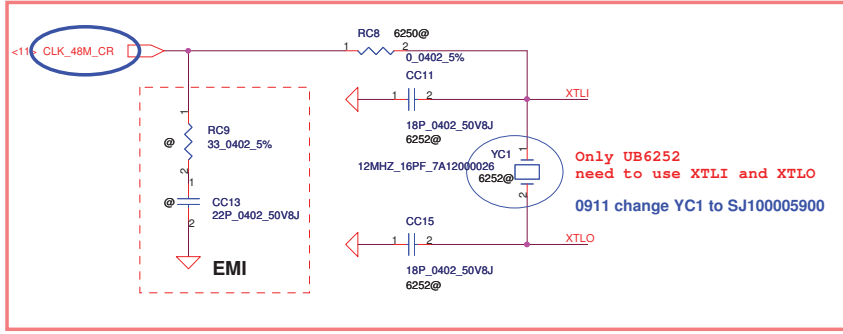 RC8 6250@
<11> CLK_48M_CR
1
2
0_0402_5%
CC11
1
2
XTLI
18P_0402_50V8J
6252@
1
@
RC9
33_0402_5%
2
1
@
CC13
22P_0402_50V8J
2
EMI
YC1
1
12MHZ_16PF_7A12000026
6252@
2
Only UB6252
need to use XTLI and XTLO
0911 change YC1 to SJ100005900
CC15
1
2
XTLO
18P_0402_50V8J
6252@